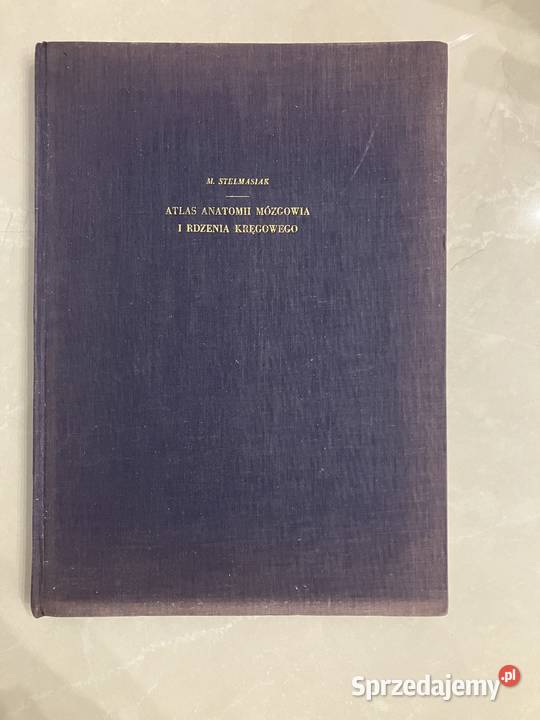 M. STELMASIAK
ATLAS ANATOMII MÓZGOWIA
I RDZENIA KRĘGOWEGO
Sprzedajemy.pl